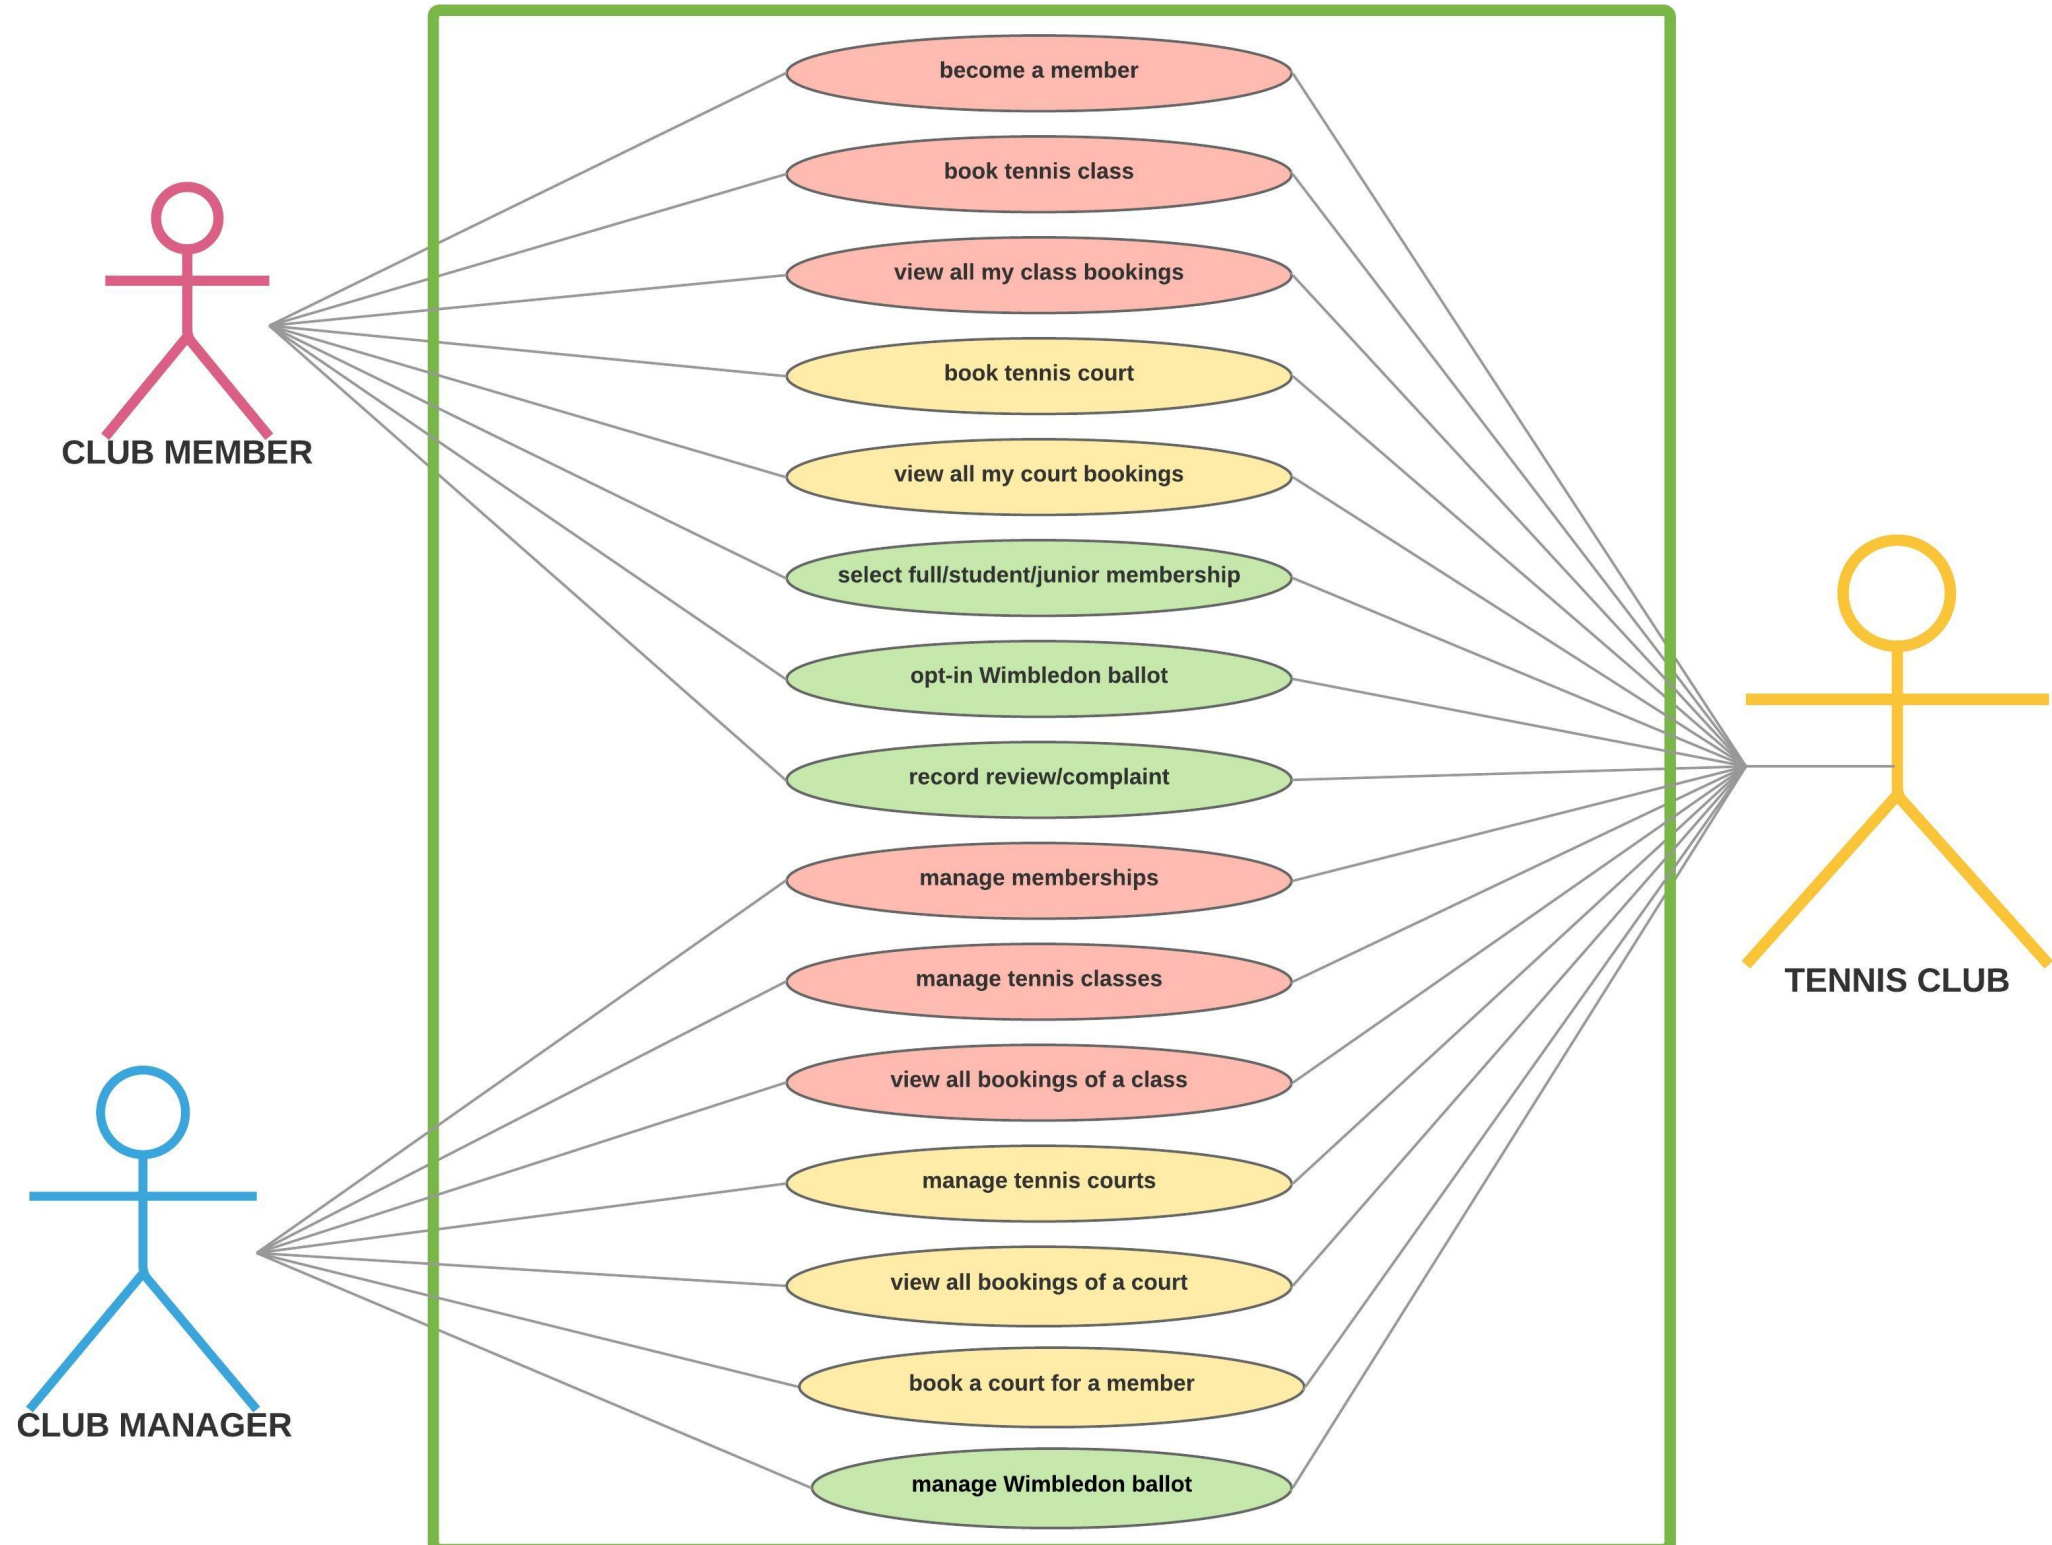 become a member
book tennis class
view all my class bookings
book tennis court
CLUB MEMBER
view all my court bookings
select full/student/junior membership
opt-in Wimbledon ballot
record review/complaint
manage memberships
manage tennis classes
TENNIS CLUB
view all bookings of a class
manage tennis courts
view all bookings of a court
book a court for a member
CLUB MANAGER
manage Wimbledon ballot